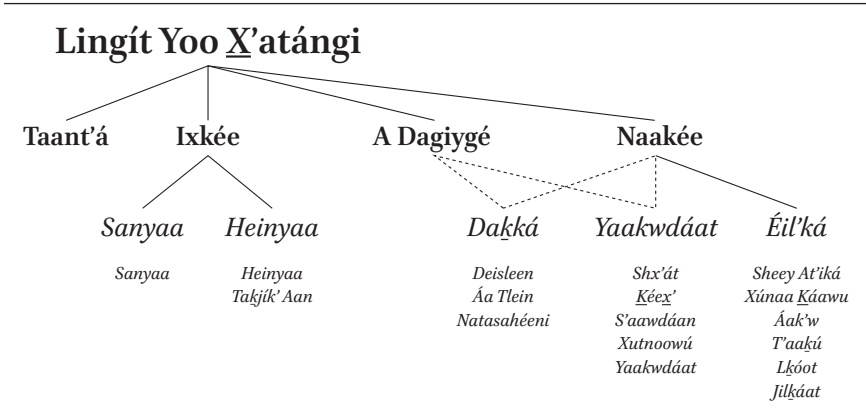 Lingít Yoo X̲’atángi
Taant’á Ixkée A Dagiygé Naakée
Sanyaa Heinyaa Dak̲ká Yaakwdáat Éil’ká
Sanyaa Heinyaa Deisleen Shx’át Sheey At’iká
Tak̲jík’ Aan Áa Tlein K̲éex̲’ Xúnaa K̲áawu
Natasahéeni S’aawdáan Áak’w
Xutnoowú T’aak̲ú
Yaakwdáat Lk̲óot
Jilk̲áat